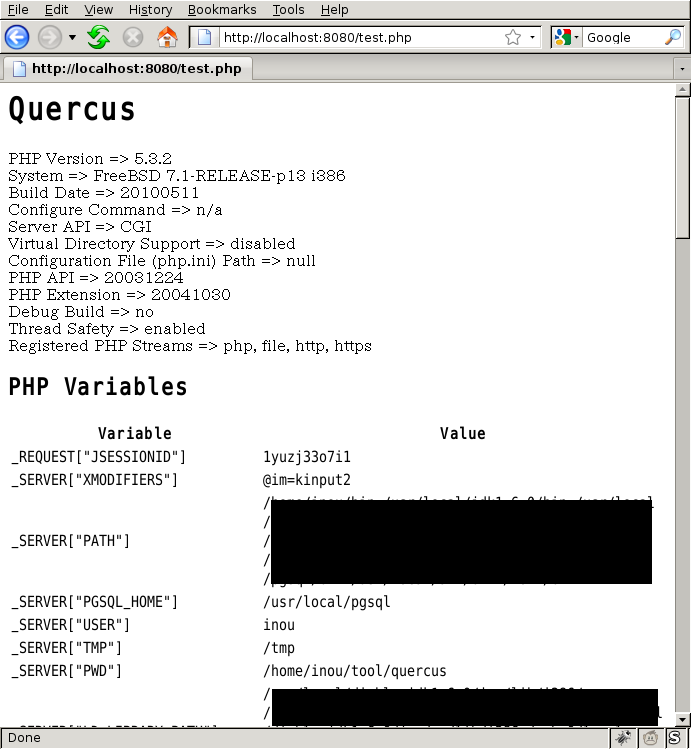 File Edit View History Bookmarks Tools Help
http://localhost:8080/test.php
Google
http://localhost:8080/test.php
Quercus
PHP Version => 5.3.2
System => FreeBSD 7.1-RELEASE-p13 i386
Build Date => 20100511
Configure Command => n/a
Server API => CGI
Virtual Directory Support => disabled
Configuration File (php.ini) Path => null
PHP API => 20031224
PHP Extension => 20041030
Debug Build => no
Thread Safety => enabled
Registered PHP Streams => php, file, http, https
PHP Variables
Variable Value
_REQUEST["JSESSIONID"] 1yuzj33o7i1
_SERVER["XMODIFIERS"] @im=kinput2
_SERVER["PATH"]
_SERVER["PGSQL_HOME"] /usr/local/pgsql
_SERVER["USER"] inou
_SERVER["TMP"] /tmp
_SERVER["PWD"] /home/inou/tool/quercus
Done